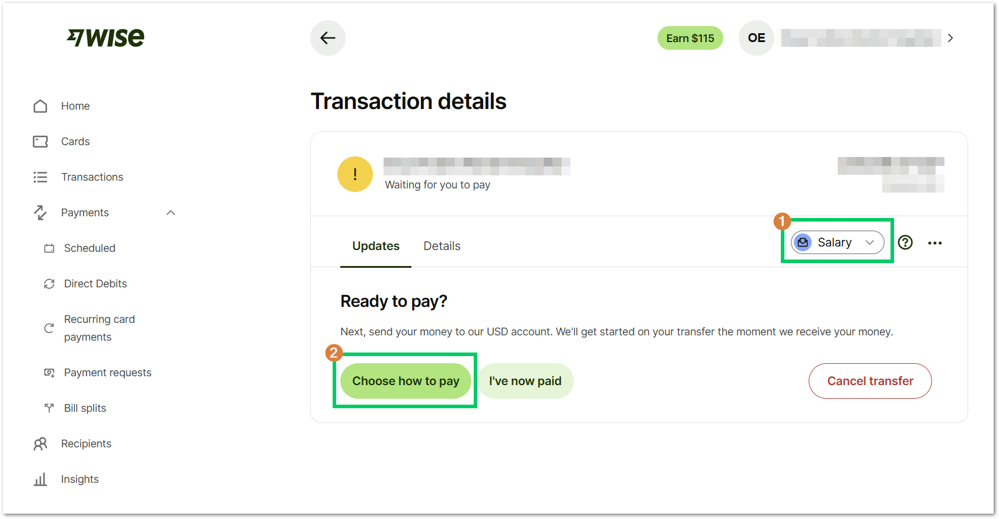 WISE
Earn $115
OE
Home
Cards
Transactions
Payments
Scheduled
Direct Debits
Recurring card
payments
Payment requests
Bill splits
Recipients
Insights
Transaction details
!
Waiting for you to pay
Updates
Details
1
Salary
?
Ready to pay?
Next, send your money to our USD account. We'll get started on your transfer the moment we receive your money.
2
Choose how to pay
I've now paid
Cancel transfer